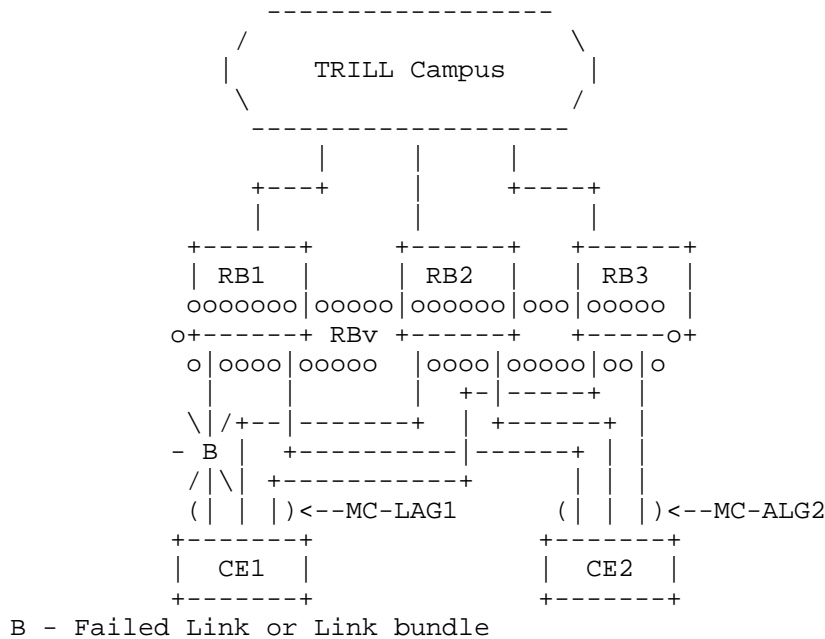 TRILL Campus
RB1 RB2 RB3
RBv
B
(| | |)<--MC-LAG1 (| | |)<--MC-ALG2
CE1 CE2
B - Failed Link or Link bundle